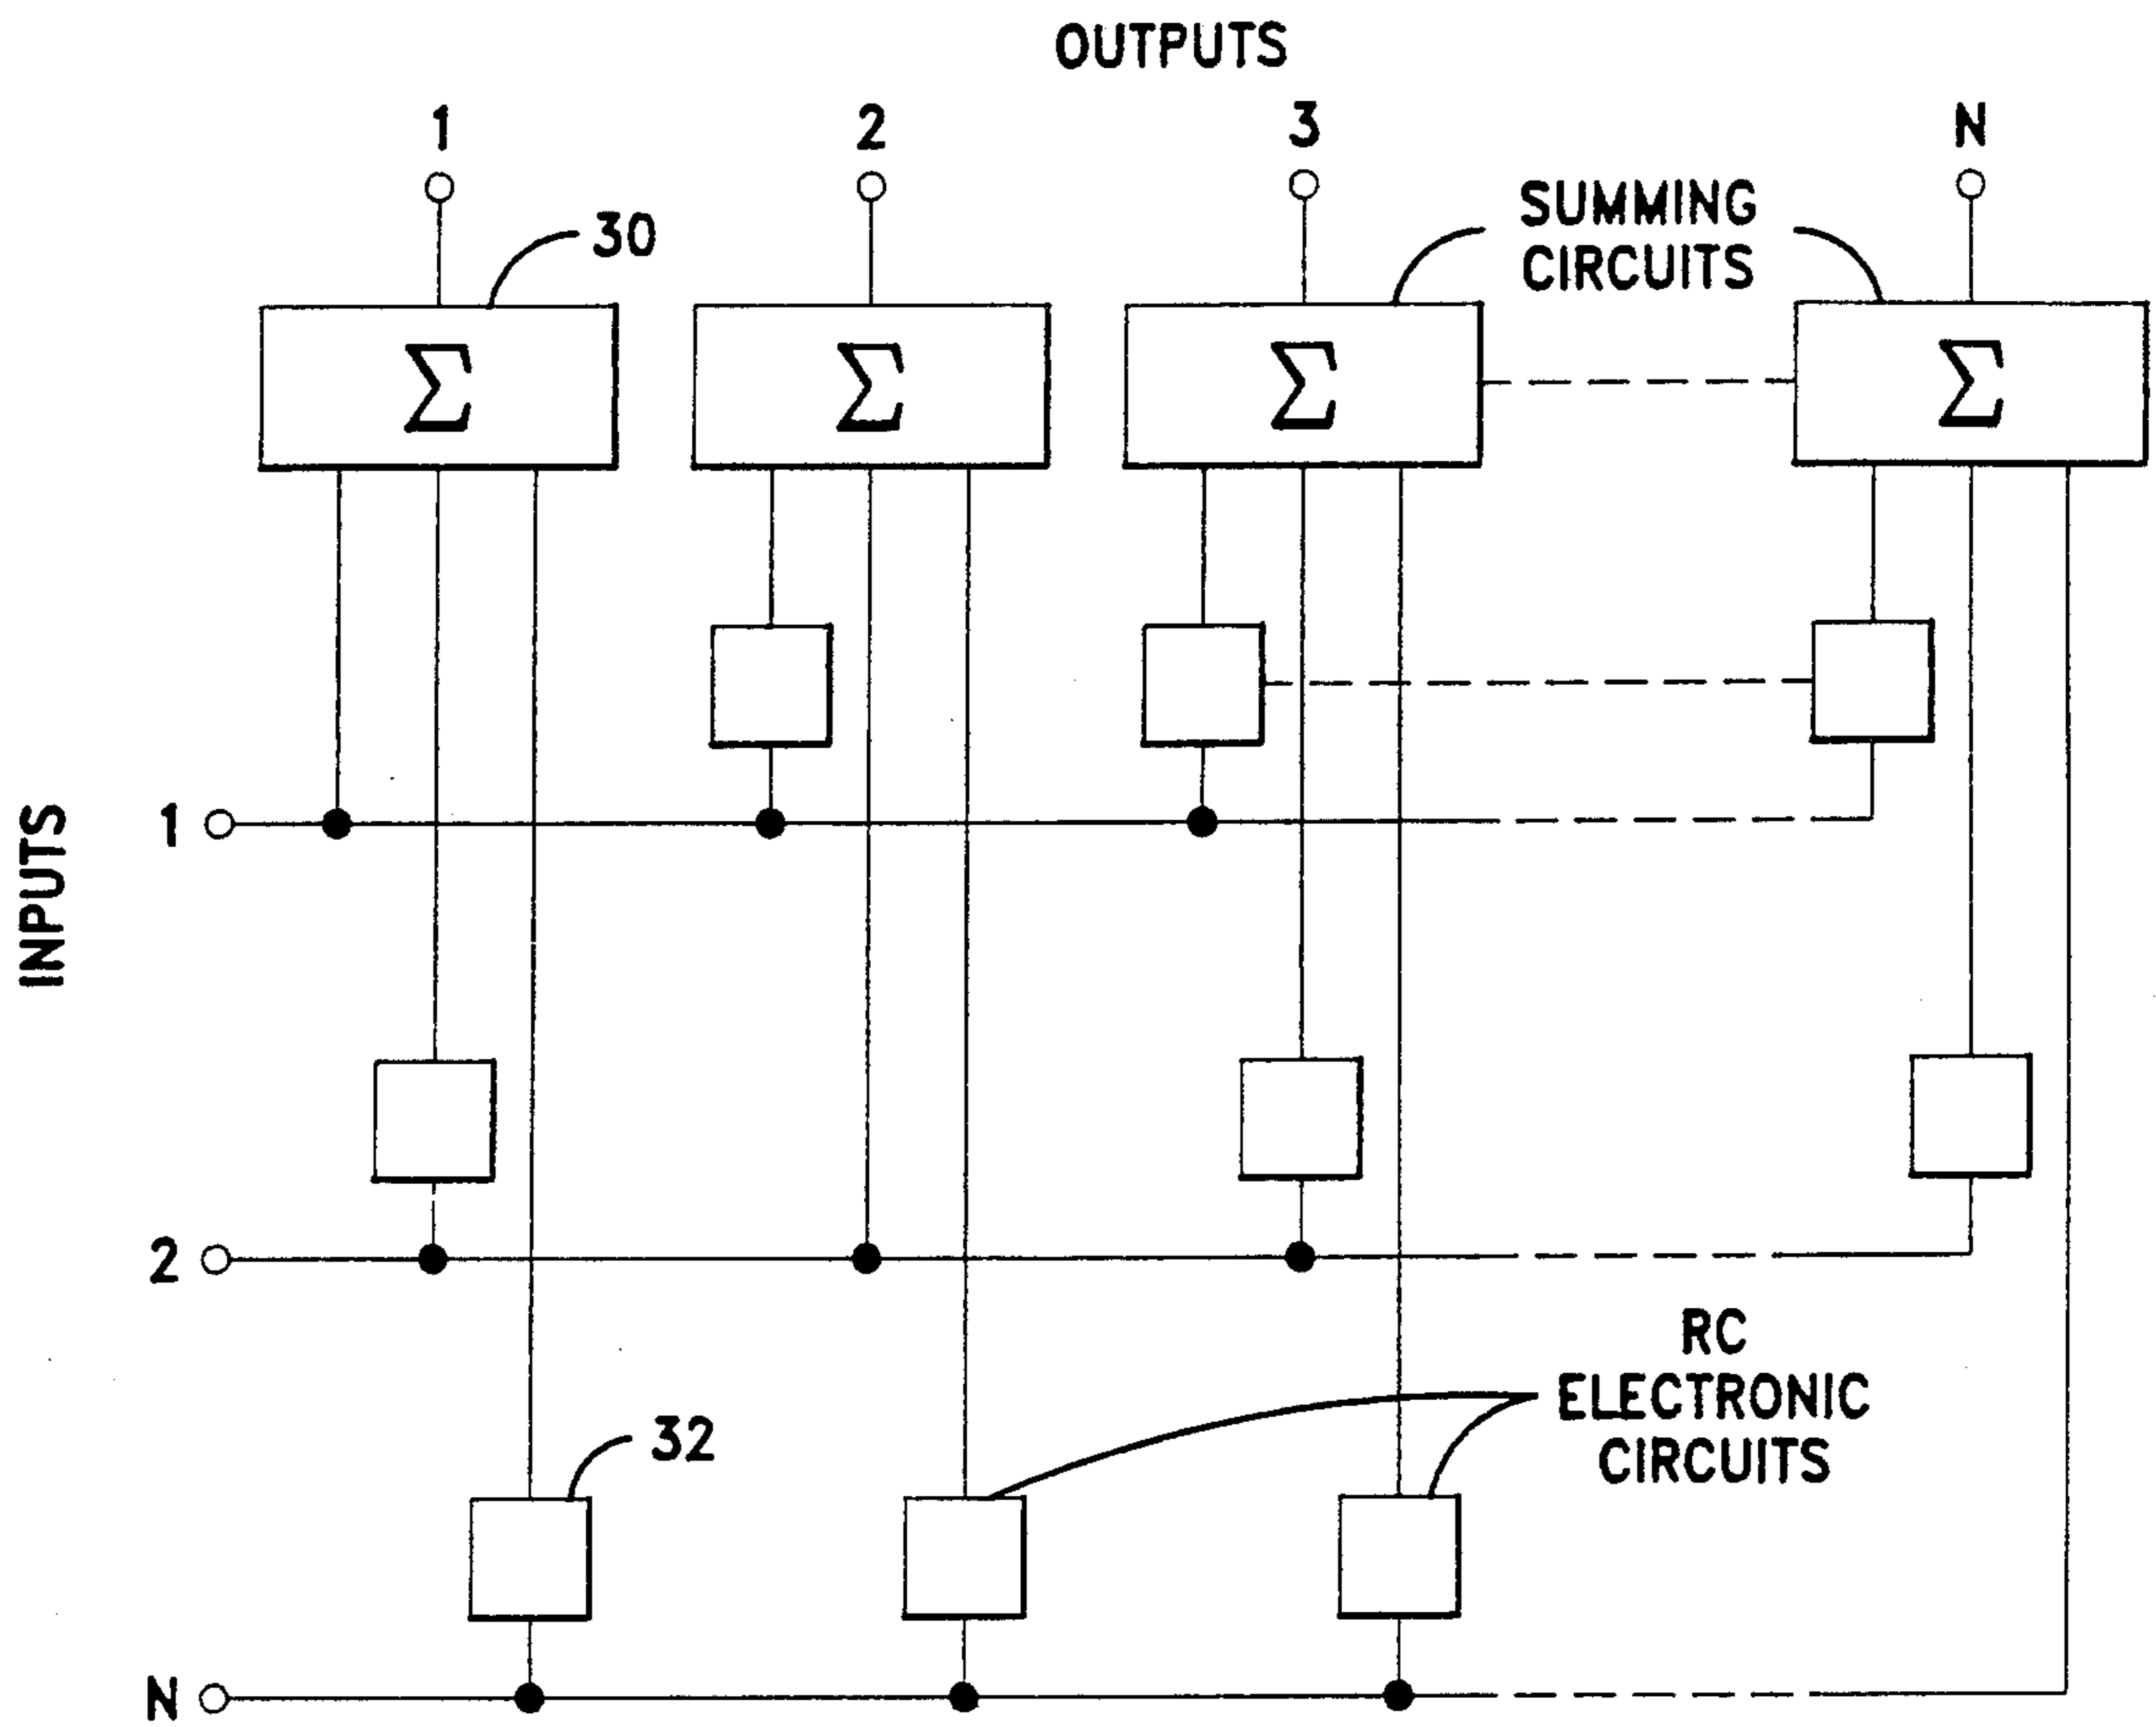 OUTPUTS
1 2 3 N
30
SUMMING
CIRCUITS
Σ Σ Σ Σ
INPUTS
1
2
RC
ELECTRONIC
CIRCUITS
32
N